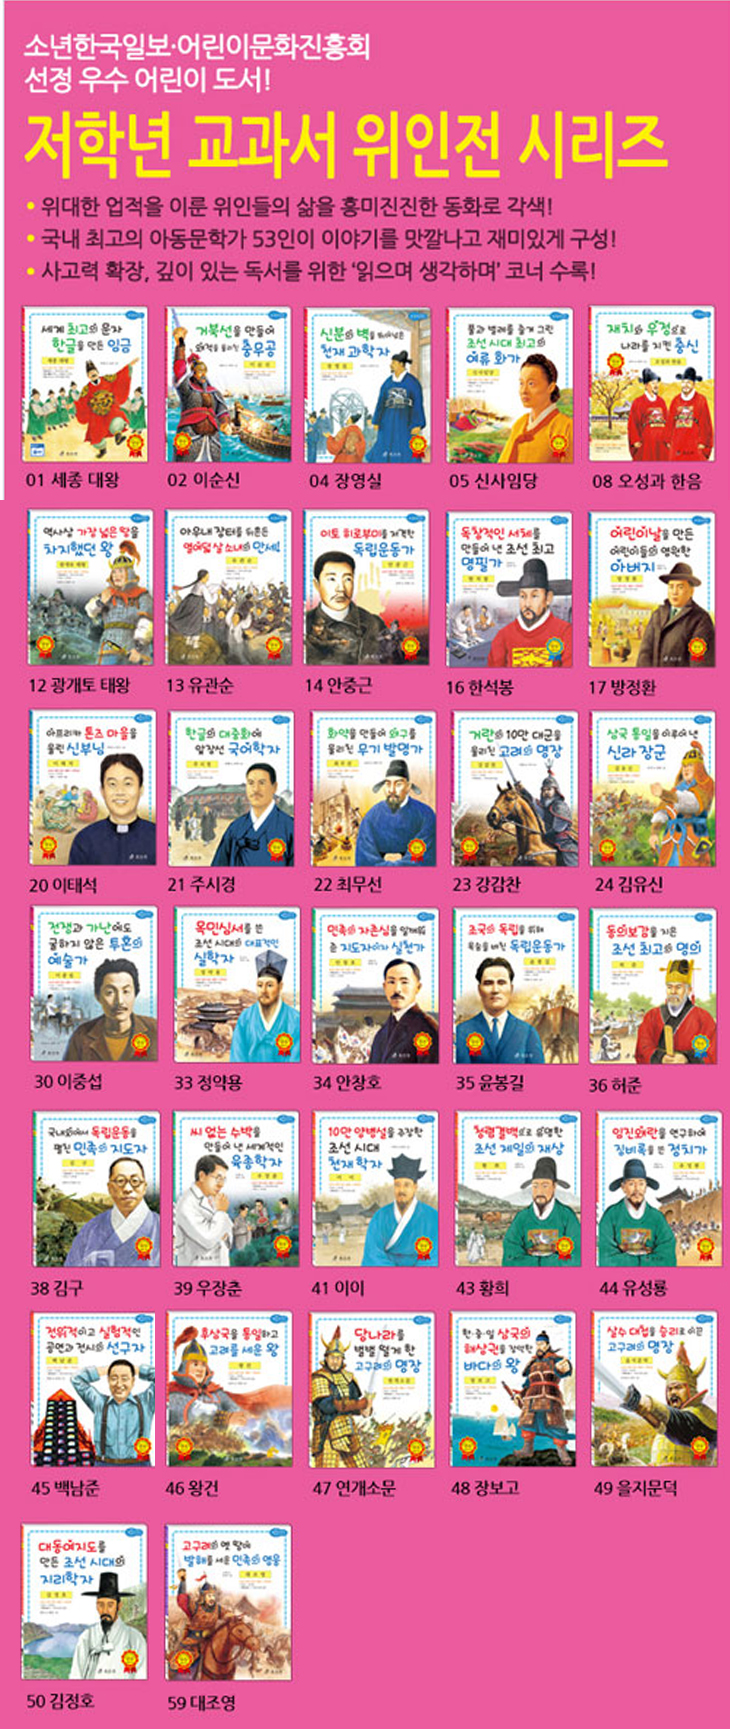 소년한국일보·어린이문화진흥회
선정 우수 어린이 도서!
저학년 교과서 위인전 시리즈
• 위대한 업적을 이룬 위인들의 삶을 흥미진진한 동화로 각색!
• 국내 최고의 아동문학가 53인이 이야기를 맛깔나고 재미있게 구성!
• 사고력 확장, 깊이 있는 독서를 위한 '읽으며 생각하며' 코너 수록!
세계 최고의 문자
한글을 만든 임금
거북선을 만들어
왜적을 물리친 충무공
신분의 벽을 뛰어넘은
천재 과학자
풀과 벌레를 즐겨 그린
조선 시대 최고의
여류 화가
재치와 우정으로
나라를 지킨 충신
01 세종 대왕
02 이순신
04 장영실
05 신사임당
08 오성과 한음
역사상 가장 넓은 땅을
차지했던 왕
아우내 장터를 뒤흔든
열여덟 살 소녀의 만세!
이토 히로부미를 저격한
독립운동가
독창적인 서체를
만들어 낸 조선 최고
명필가
어린이날을 만든
어린이들의 영원한
아버지
12 광개토 태왕
13 유관순
14 안중근
16 한석봉
17 방정환
아프리카 톤즈 마을을
울린 신부님
한글의 대중화에
앞장선 국어학자
화약을 만들어 왜구를
물리친 무기 발명가
거란의 10만 대군을
물리친 고려의 명장
삼국 통일을 이루어 낸
신라 장군
20 이태석
21 주시경
22 최무선
23 강감찬
24 김유신
전쟁과 가난에도
굴하지 않은 투혼의
예술가
목민심서를 쓴
조선 시대의 대표적인
실학자
민족의 자존심을 일깨워
준 지도자이자 실천가
조국의 독립을 위해
목숨을 바친 독립운동가
동의보감을 지은
조선 최고의 명의
30 이중섭
33 정약용
34 안창호
35 윤봉길
36 허준
국내외에서 독립운동을
펼친 민족의 지도자
씨 없는 수박을
만들어 낸 세계적인
육종학자
10만 양병설을 주장한
조선 시대
천재 학자
청렴결백으로 유명한
조선 제일의 재상
임진왜란을 연구하여
징비록을 쓴 정치가
38 김구
39 우장춘
41 이이
43 황희
44 유성룡
전위적이고 실험적인
공연과 전시의 선구자
후삼국을 통일하고
고려를 세운 왕
당나라를
벌벌 떨게 한
고구려의 명장
한·중·일 삼국의
해상권을 장악한
바다의 왕
살수 대첩을 승리로 이끈
고구려의 명장
45 백남준
46 왕건
47 연개소문
48 장보고
49 을지문덕
대동여지도를
만든 조선 시대의
지리학자
고구려의 옛 땅에
발해를 세운 민족의 영웅
50 김정호
59 대조영